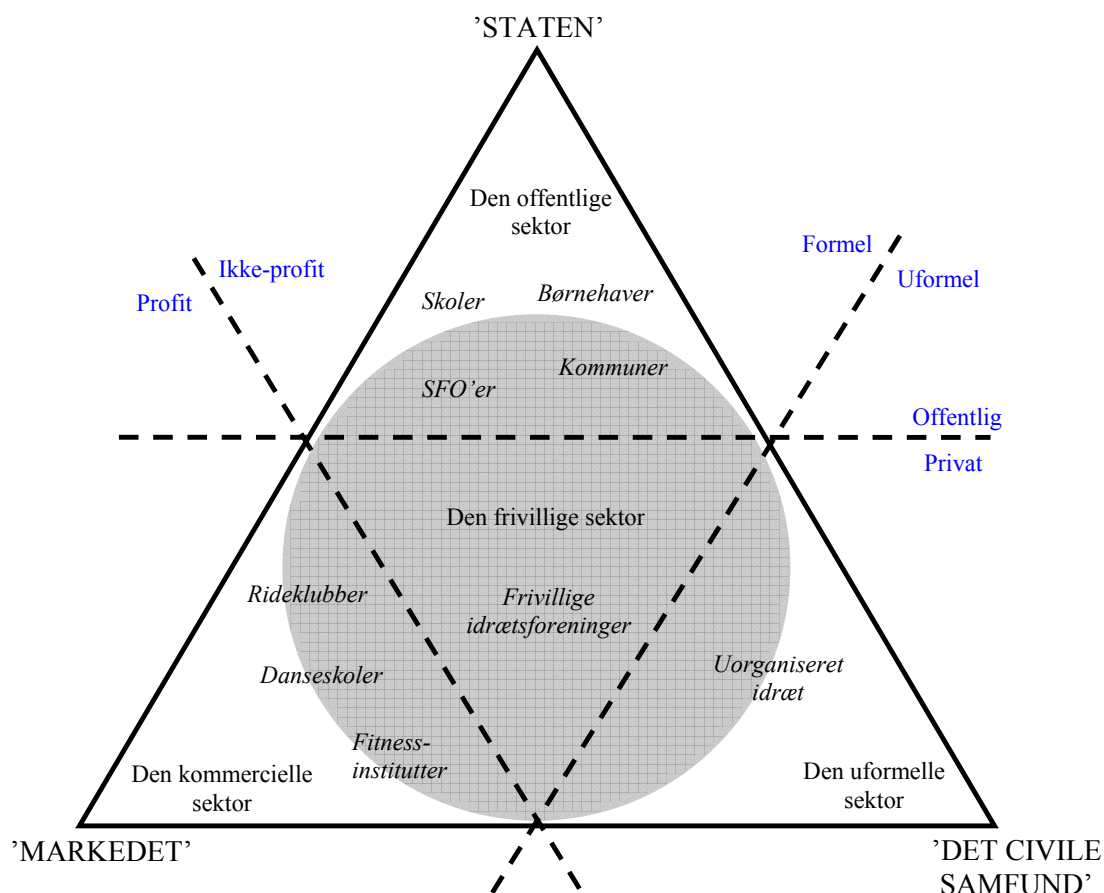 ’STATEN’
Den offentlige
sektor
Formel
Ikke-profit
Uformel
Profit
Skoler
Børnehaver
Kommuner
SFO’er
Offentlig
Privat
Den frivillige sektor
Rideklubber
Frivillige
idrætsforeninger
Danseskoler
Uorganiseret
idræt
Fitness-
institutter
Den kommercielle
sektor
Den uformelle
sektor
’MARKEDET’
’DET CIVILE
SAMFUND’